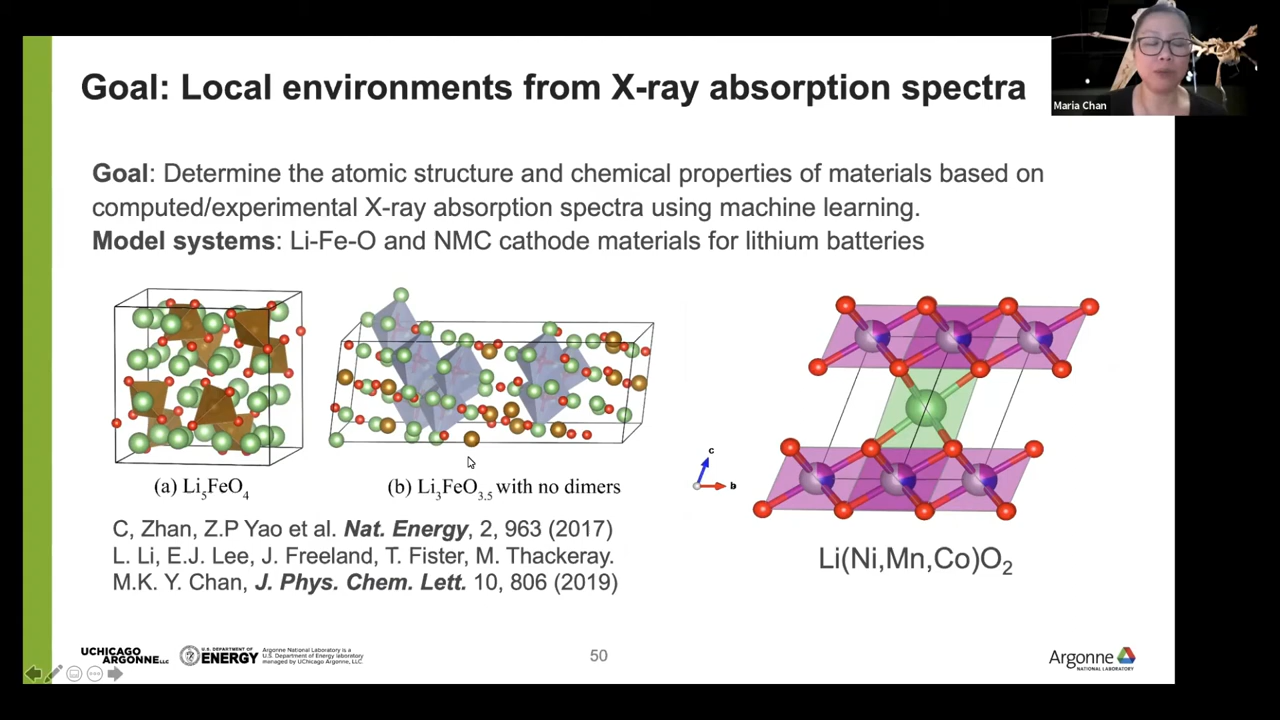 Goal: Local environments from X-ray absorption spectra
Maria Chan
Goal: Determine the atomic structure and chemical properties of materials based on
computed/experimental X-ray absorption spectra using machine learning.
Model systems: Li-Fe-O and NMC cathode materials for lithium batteries
c
b
(a) Li₅FeO₄
(b) Li₃FeO₃.₅ with no dimers
C, Zhan, Z.P Yao et al. Nat. Energy, 2, 963 (2017)
L. Li, E.J. Lee, J. Freeland, T. Fister, M. Thackeray.
M.K. Y. Chan, J. Phys. Chem. Lett. 10, 806 (2019)
Li(Ni,Mn,Co)O₂
UCHICAGO
ARGONNE LLC
U.S. DEPARTMENT OF
ENERGY
Argonne National Laboratory is a
U.S. Department of Energy laboratory
managed by UChicago Argonne, LLC.
50
Argonne
NATIONAL LABORATORY